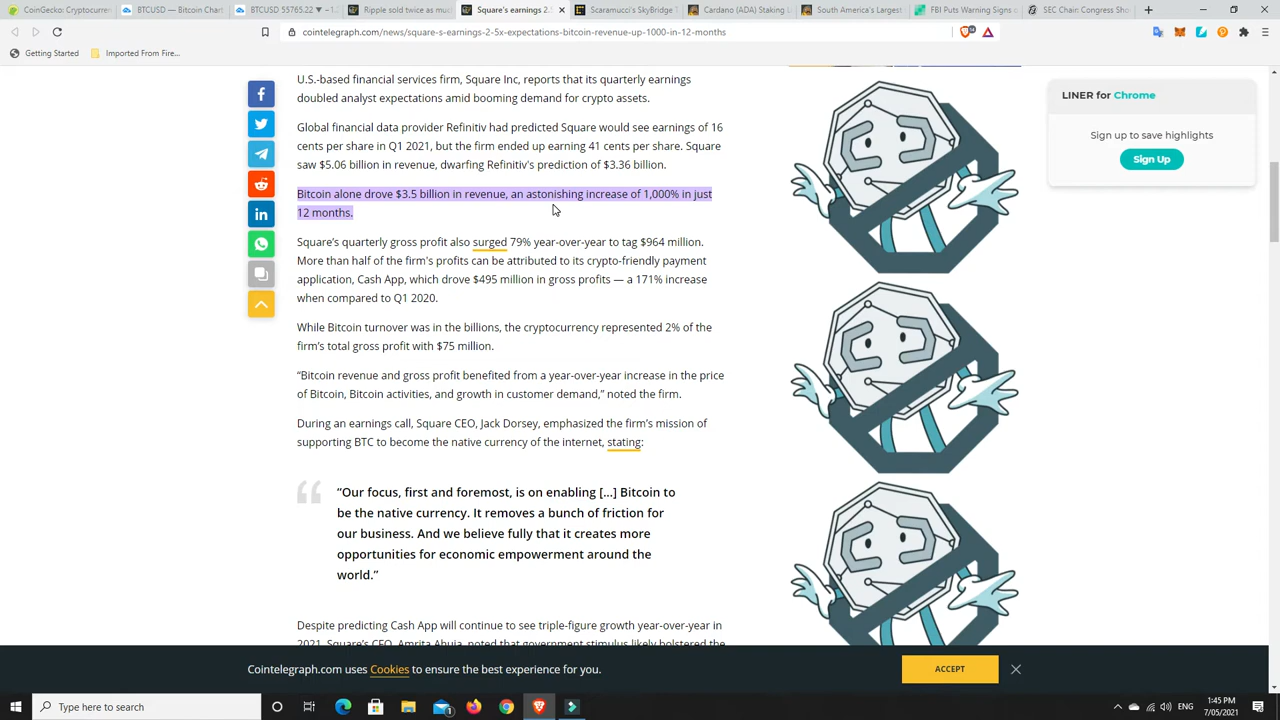 CoinGecko: Cryptocurren
BTCUSD — Bitcoin Chart
BTCUSD 55765.22 ▼ −1.
Ripple sold twice as muc
Square's earnings 2.5
Scaramucci's SkyBridge T
Cardano (ADA) Staking L
South America's Largest
FBI Puts Warning Signs o
SEC Chain Congress Sho
cointelegraph.com/news/square-s-earnings-2-5x-expectations-bitcoin-revenue-up-1000-in-12-months
Getting Started
Imported From Fire...
U.S.-based financial services firm, Square Inc, reports that its quarterly earnings
doubled analyst expectations amid booming demand for crypto assets.
Global financial data provider Refinitiv had predicted Square would see earnings of 16
cents per share in Q1 2021, but the firm ended up earning 41 cents per share. Square
saw $5.06 billion in revenue, dwarfing Refinitiv's prediction of $3.36 billion.
Bitcoin alone drove $3.5 billion in revenue, an astonishing increase of 1,000% in just
12 months.
Square's quarterly gross profit also surged 79% year-over-year to tag $964 million.
More than half of the firm's profits can be attributed to its crypto-friendly payment
application, Cash App, which drove $495 million in gross profits — a 171% increase
when compared to Q1 2020.
While Bitcoin turnover was in the billions, the cryptocurrency represented 2% of the
firm's total gross profit with $75 million.
“Bitcoin revenue and gross profit benefited from a year-over-year increase in the price
of Bitcoin, Bitcoin activities, and growth in customer demand,” noted the firm.
During an earnings call, Square CEO, Jack Dorsey, emphasized the firm's mission of
supporting BTC to become the native currency of the internet, stating:
“Our focus, first and foremost, is on enabling [...] Bitcoin to
be the native currency. It removes a bunch of friction for
our business. And we believe fully that it creates more
opportunities for economic empowerment around the
world.”
Despite predicting Cash App will continue to see triple-figure growth year-over-year in
2021, Square's CFO, Amrita Ahuja, noted that government stimulus likely bolstered the
LINER for Chrome
Sign up to save highlights
Sign Up
Cointelegraph.com uses Cookies to ensure the best experience for you.
ACCEPT
Type here to search
ENG
1:45 PM
7/05/2021